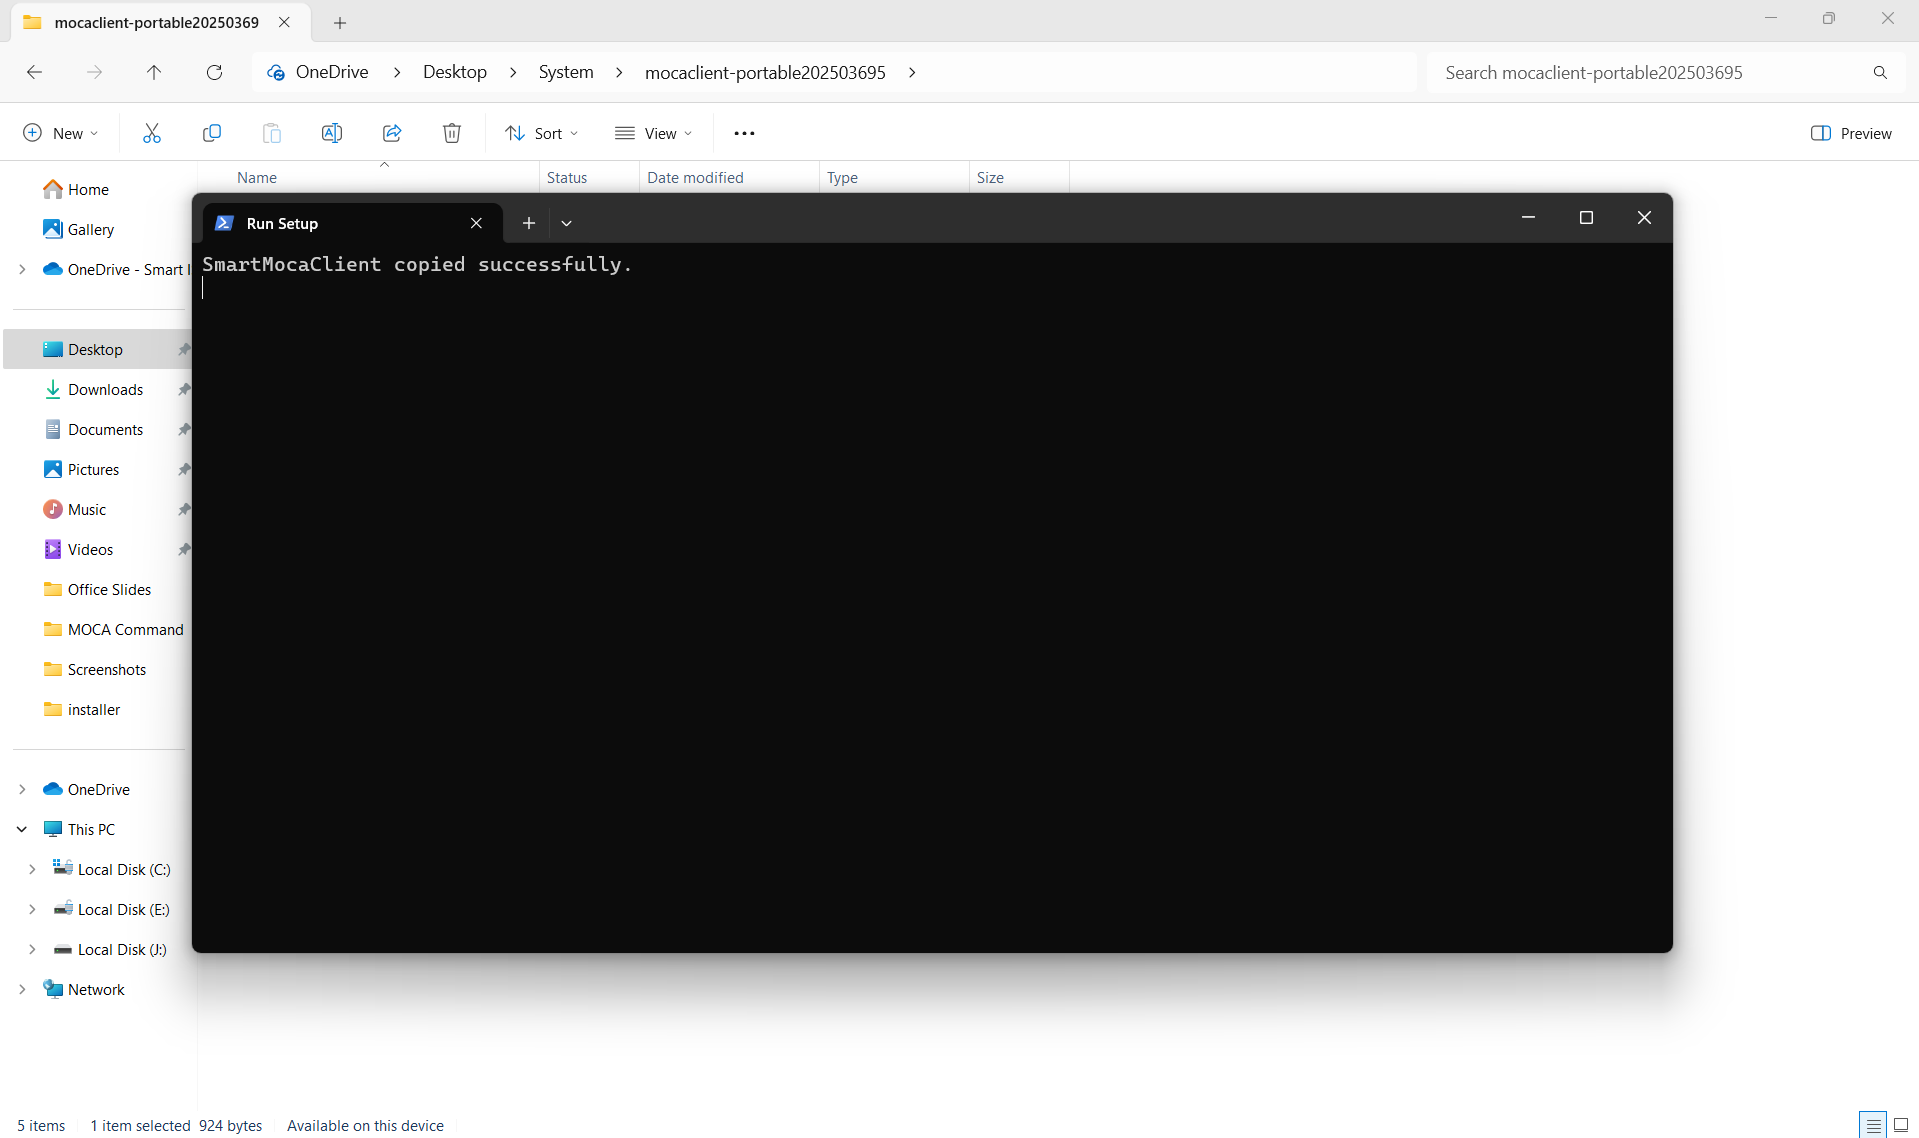 mocaclient-portable20250369
OneDrive > Desktop > System > mocaclient-portable202503695 >
Search mocaclient-portable202503695
New
Sort
View
Preview
Name
Status
Date modified
Type
Size
Home
Gallery
OneDrive - Smart I
Desktop
Downloads
Documents
Pictures
Music
Videos
Office Slides
MOCA Command
Screenshots
installer
OneDrive
This PC
Local Disk (C:)
Local Disk (E:)
Local Disk (J:)
Network
Run Setup
SmartMocaClient copied successfully.
5 items
1 item selected 924 bytes
Available on this device